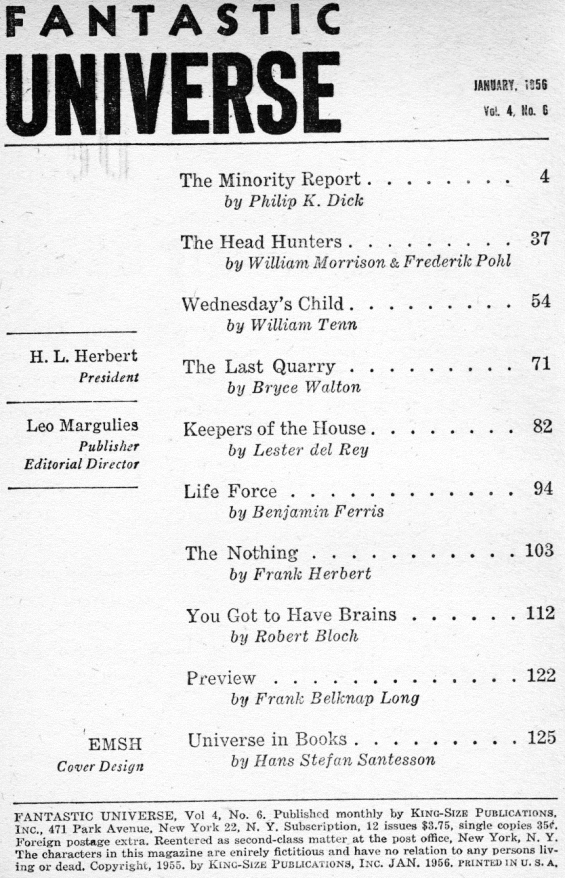 FANTASTIC
UNIVERSE
JANUARY, 1956
Vol. 4, No. 6
The Minority Report . . . . . . . . 4
by Philip K. Dick
The Head Hunters . . . . . . . . . 37
by William Morrison & Frederik Pohl
Wednesday's Child . . . . . . . . . 54
by William Tenn
The Last Quarry . . . . . . . . . 71
by Bryce Walton
Keepers of the House . . . . . . . . 82
by Lester del Rey
Life Force . . . . . . . . . . . . 94
by Benjamin Ferris
The Nothing . . . . . . . . . . . 103
by Frank Herbert
You Got to Have Brains . . . . . . 112
by Robert Bloch
Preview . . . . . . . . . . . . . 122
by Frank Belknap Long
Universe in Books . . . . . . . . . 125
by Hans Stefan Santesson
H. L. Herbert
President
Leo Margulies
Publisher
Editorial Director
EMSH
Cover Design
FANTASTIC UNIVERSE, Vol 4, No. 6. Published monthly by KING-SIZE PUBLICATIONS,
INC., 471 Park Avenue, New York 22, N. Y. Subscription, 12 issues $3.75, single copies 35¢.
Foreign postage extra. Reentered as second-class matter at the post office, New York, N. Y.
The characters in this magazine are enirely fictitious and have no relation to any persons liv-
ing or dead. Copyright, 1955. by KING-SIZE PUBLICATIONS, INC. JAN. 1956. PRINTED IN U. S. A.